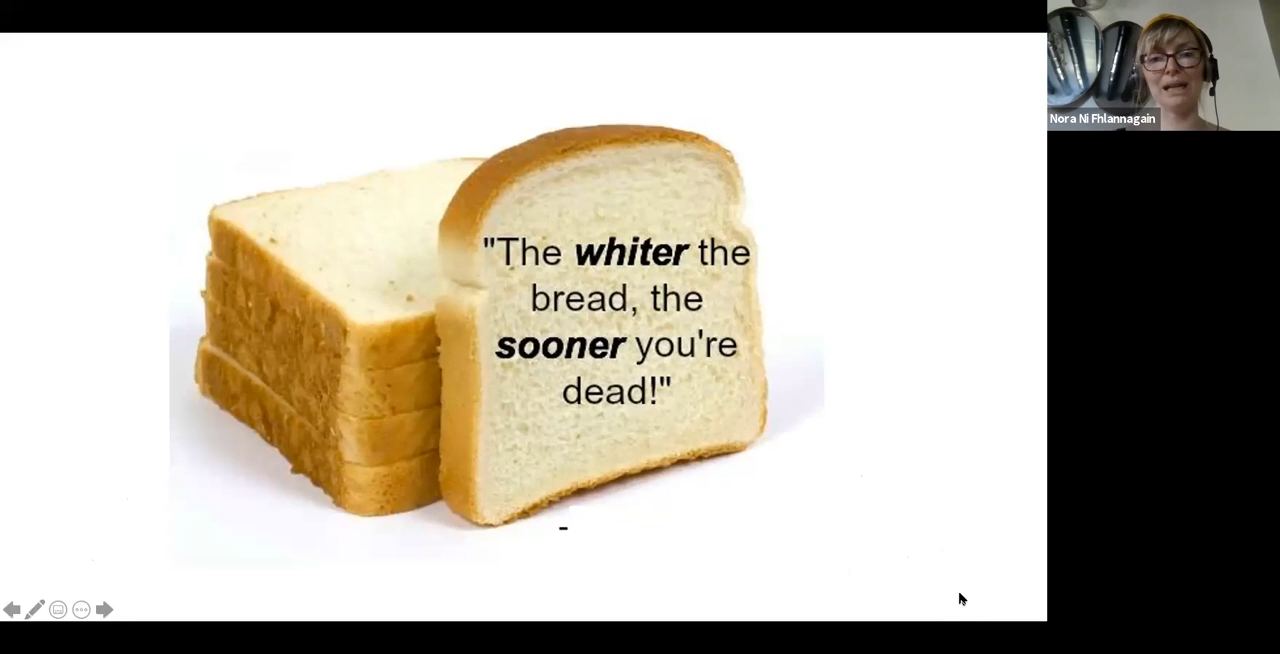 "The whiter the
bread, the
sooner you're
dead!"
-
Nora Ni Fhlannagain